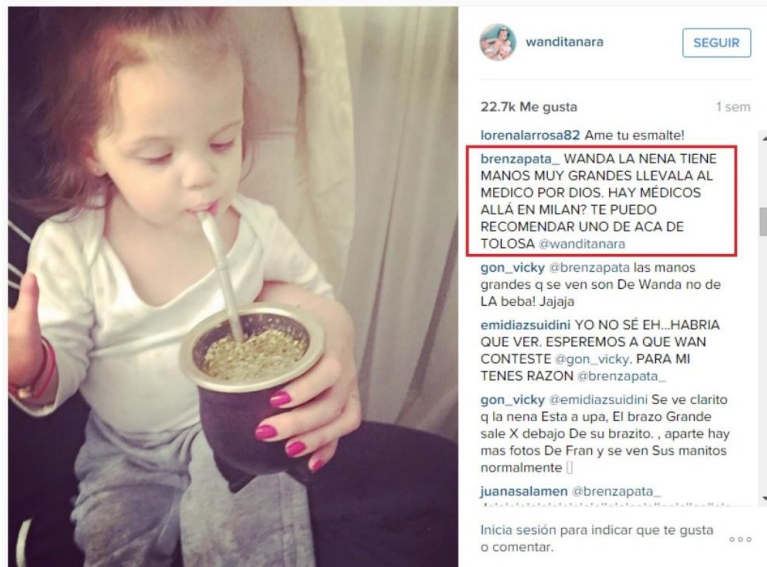 wanditanara
SEGUIR
22.7k Me gusta
1 sem
lorenalarrosa82 Ame tu esmalte!
brenzapata_ WANDA LA NENA TIENE
MANOS MUY GRANDES LLEVALA AL
MEDICO POR DIOS. HAY MÉDICOS
ALLÁ EN MILAN? TE PUEDO
RECOMENDAR UNO DE ACA DE
TOLOSA @wanditanara
gon_vicky @brenzapata las manos
grandes q se ven son De Wanda no de
LA beba! Jajaja
emidiazsuidini YO NO SÉ EH...HABRIA
QUE VER. ESPEREMOS A QUE WAN
CONTESTE @gon_vicky. PARA MI
TENES RAZON @brenzapata_
gon_vicky @emidiazsuidini Se ve clarito
q la nena Esta a upa, El brazo Grande
sale X debajo De su brazito. , aparte hay
mas fotos De Fran y se ven Sus manitos
normalmente
juanasalamen @brenzapata_
Inicia sesión para indicar que te gusta
o comentar.